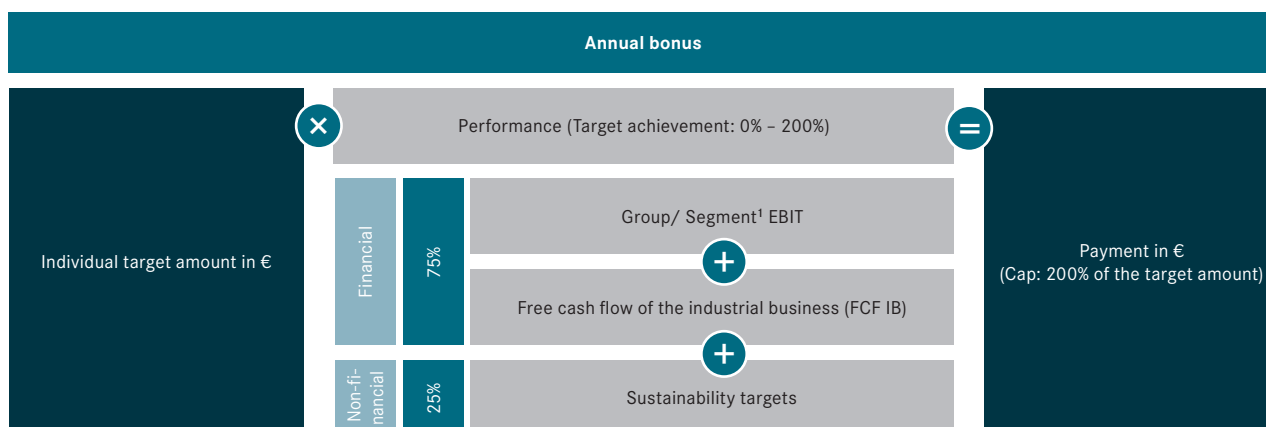 Annual bonus
Individual target amount in €
×
Performance (Target achievement: 0% – 200%)
=
Financial
75%
Group/ Segment¹ EBIT
+
Free cash flow of the industrial business (FCF IB)
+
Non-fi-
nancial
25%
Sustainability targets
Payment in €
(Cap: 200% of the target amount)